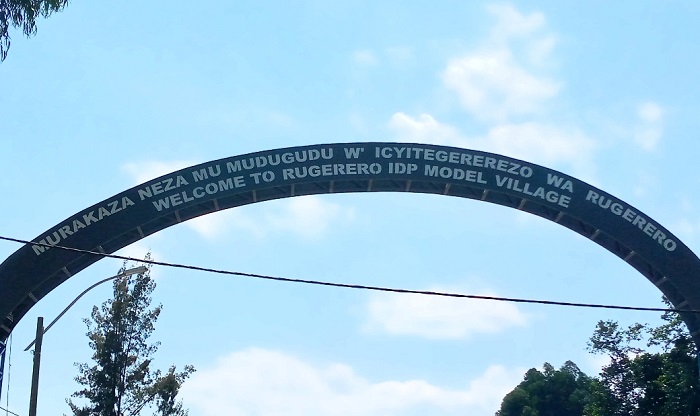 MURAKAZA NEZA MU MUDUGUDU W' ICYITEGEREREZO WA RUGERERO
WELCOME TO RUGERERO IDP MODEL VILLAGE